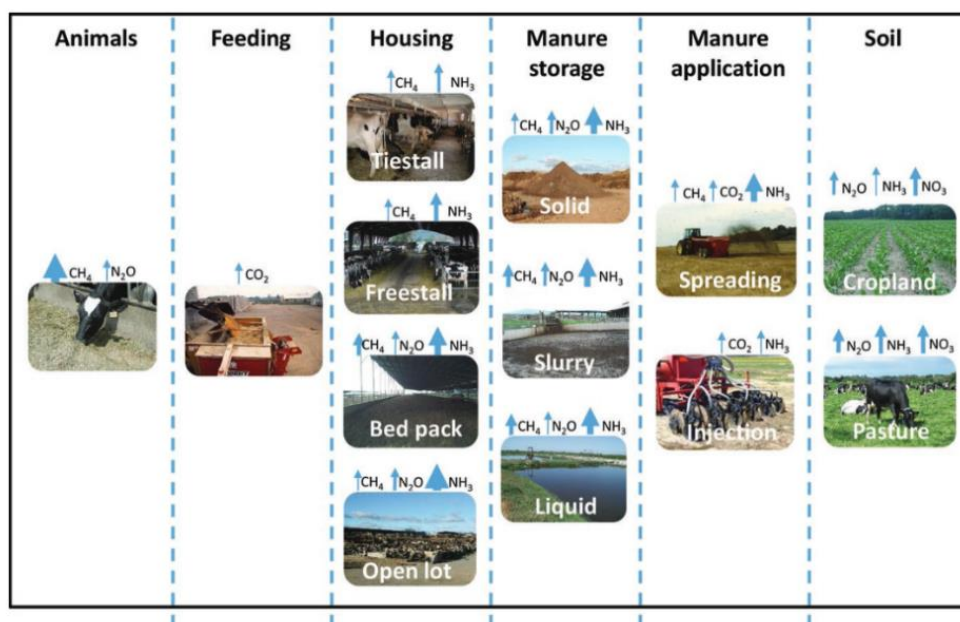 Animals
Feeding
Housing
Manure
storage
Manure
application
Soil
CH₄ N₂O
CO₂
CH₄ NH₃
Tiestall
CH₄ NH₃
Freestall
CH₄ N₂O NH₃
Bed pack
CH₄ N₂O NH₃
Open lot
CH₄ N₂O NH₃
Solid
CH₄ N₂O NH₃
Slurry
CH₄ N₂O NH₃
Liquid
CH₄ CO₂ NH₃
Spreading
CO₂ NH₃
Injection
N₂O NH₃ NO₃
Cropland
N₂O NH₃ NO₃
Pasture